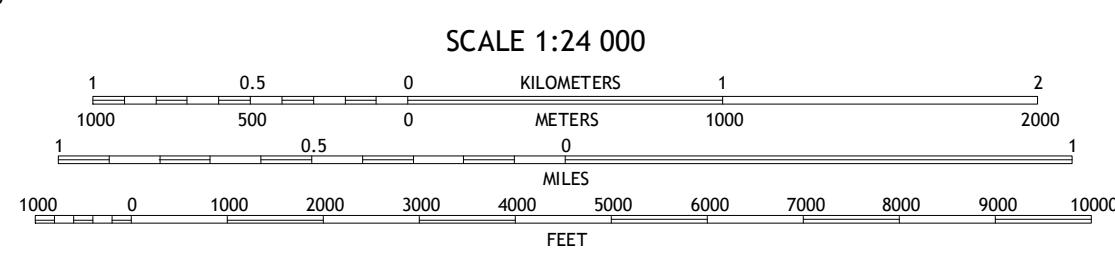 SCALE 1:24 000
1 0.5 0 KILOMETERS 1 2
1000 500 0 METERS 1000 2000
1 0.5 0 1
MILES
1000 0 1000 2000 3000 4000 5000 6000 7000 8000 9000 10000
FEET